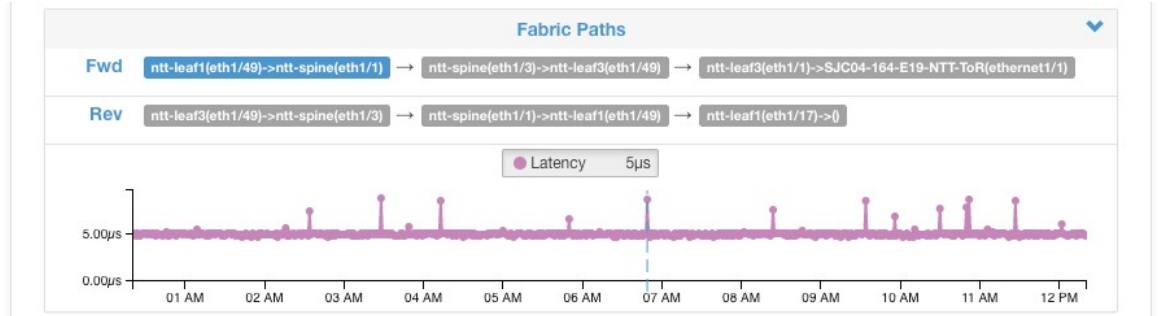 Fabric Paths
Fwd ntt-leaf1(eth1/49)->ntt-spine(eth1/1) → ntt-spine(eth1/3)->ntt-leaf3(eth1/49) → ntt-leaf3(eth1/1)->SJC04-164-E19-NTT-ToR(ethernet1/1)
Rev ntt-leaf3(eth1/49)->ntt-spine(eth1/3) → ntt-spine(eth1/1)->ntt-leaf1(eth1/49) → ntt-leaf1(eth1/17)->()
Latency 5μs
5.00μs
0.00μs
01 AM 02 AM 03 AM 04 AM 05 AM 06 AM 07 AM 08 AM 09 AM 10 AM 11 AM 12 PM